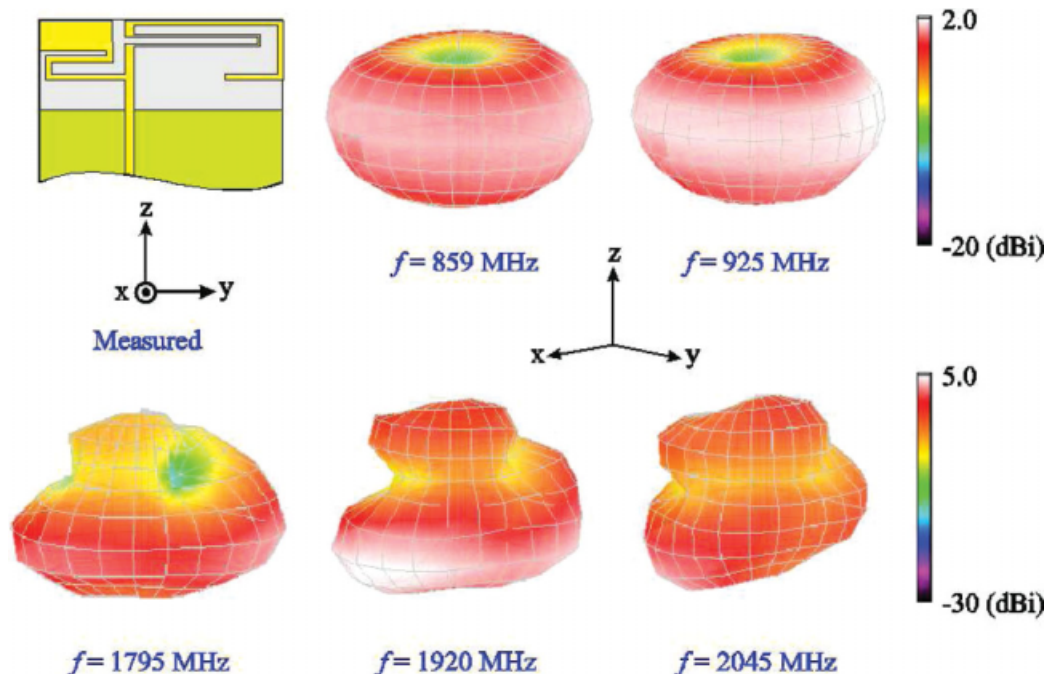 2.0
-20 (dBi)
f = 859 MHz
f = 925 MHz
z
x
y
Measured
z
x
y
5.0
-30 (dBi)
f = 1795 MHz
f = 1920 MHz
f = 2045 MHz